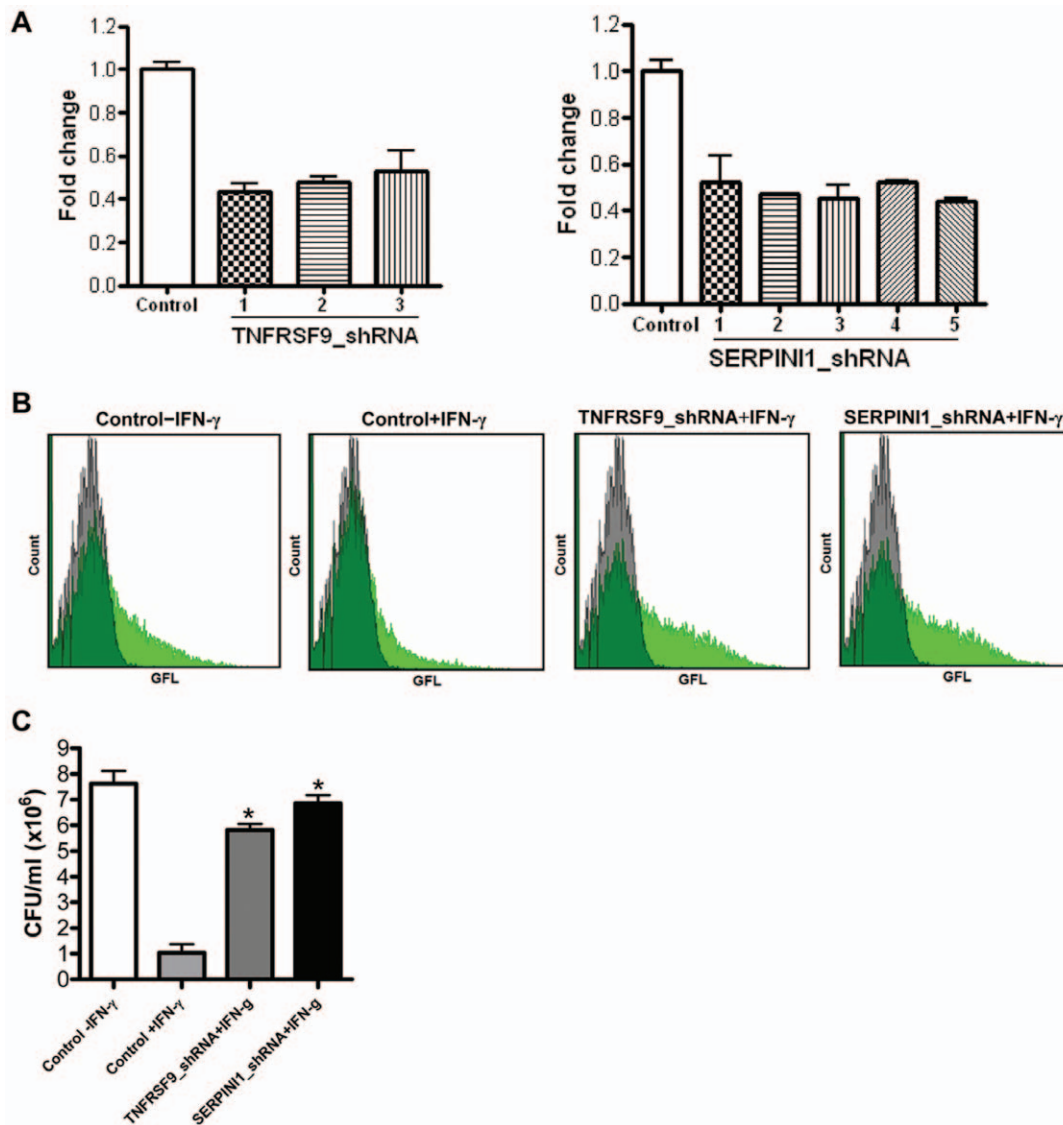 A
Fold change
1.2
1.0
0.8
0.6
0.4
0.2
0.0
Control
1
2
3
TNFRSF9_shRNA
Fold change
1.2
1.0
0.8
0.6
0.4
0.2
0.0
Control
1
2
3
4
5
SERPINI1_shRNA
B
Control−IFN-γ
Count
GFL
Control+IFN-γ
Count
GFL
TNFRSF9_shRNA+IFN-γ
Count
GFL
SERPINI1_shRNA+IFN-γ
Count
GFL
C
CFU/ml (x10⁶)
9
8
7
6
5
4
3
2
1
0
*
*
Control -IFN-γ
Control +IFN-γ
TNFRSF9_shRNA+IFN-g
SERPINI1_shRNA+IFN-g